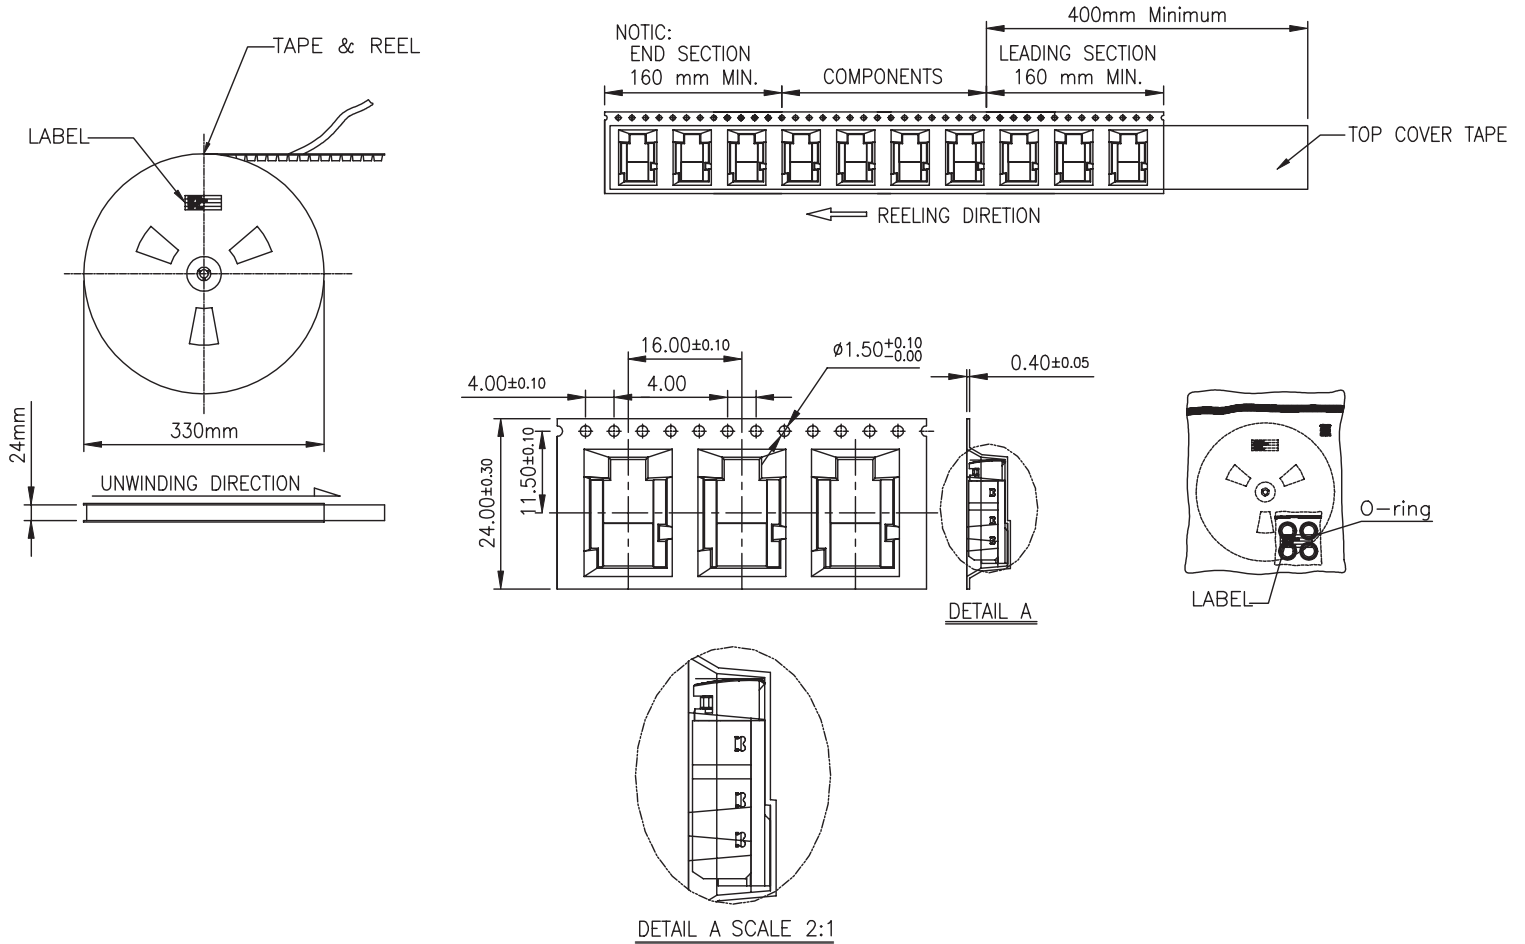 TAPE & REEL
LABEL
330mm
24mm
UNWINDING DIRECTION
400mm Minimum
NOTIC:
END SECTION
160 mm MIN.
COMPONENTS
LEADING SECTION
160 mm MIN.
TOP COVER TAPE
REELING DIRETION
16.00±0.10
ø1.50+0.10
-0.00
4.00±0.10
4.00
0.40±0.05
24.00±0.30
11.50±0.10
DETAIL A
O-ring
LABEL
DETAIL A SCALE 2:1